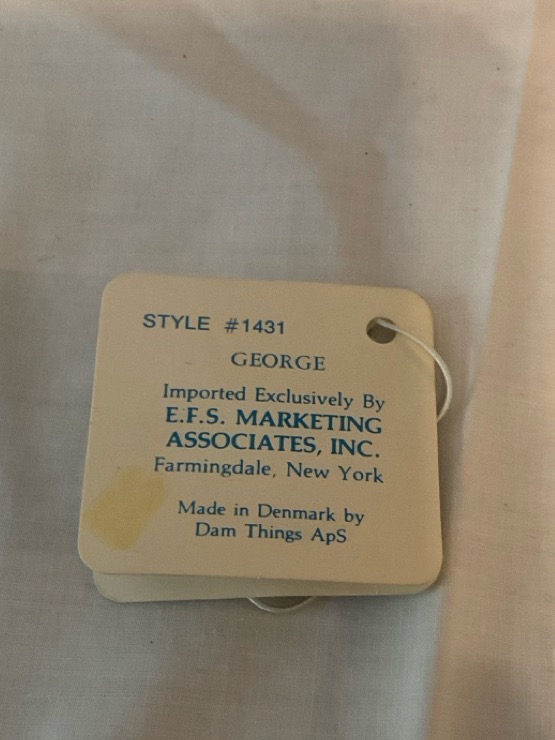 STYLE #1431
GEORGE
Imported Exclusively By
E.F.S. MARKETING
ASSOCIATES, INC.
Farmingdale, New York
Made in Denmark by
Dam Things ApS